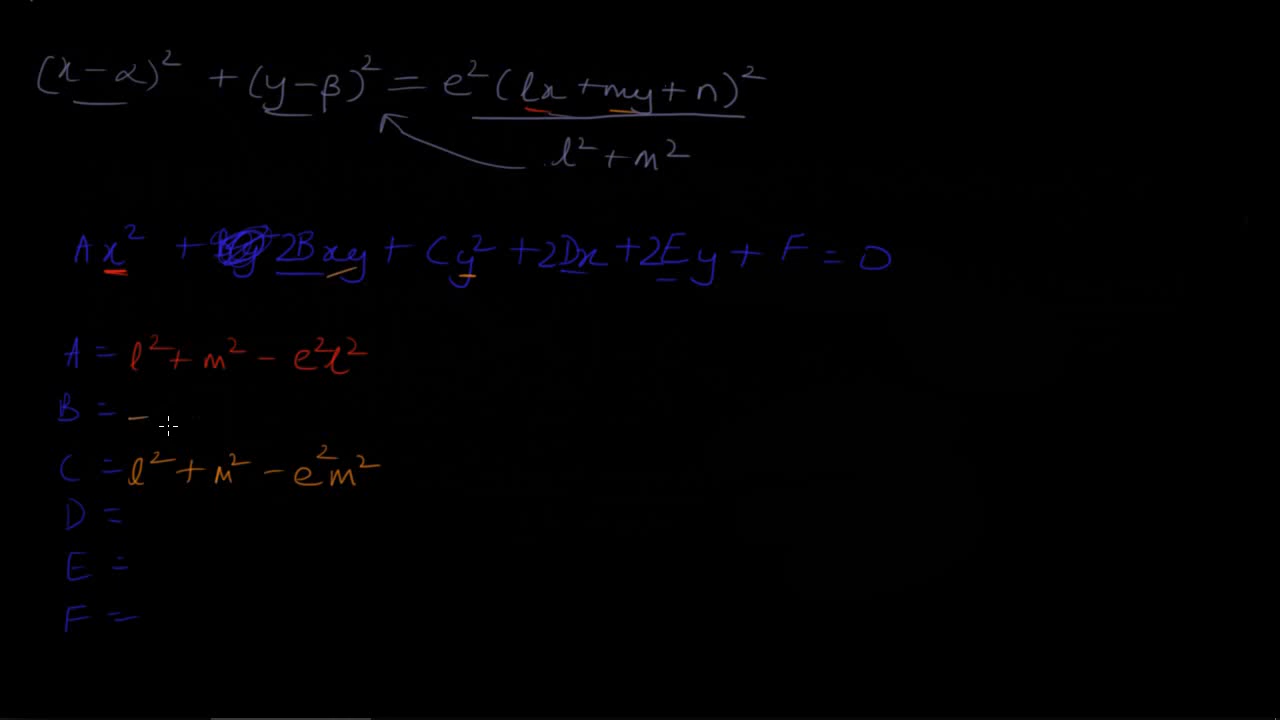 (x-α)² + (y-β)² = e²(lx+my+n)²
l²+m²
Ax² + 2Bxy + Cy² + 2Dx + 2Ey + F = 0
A = l²+m² - e²l²
B = -
C = l²+m² - e²m²
D =
E =
F =